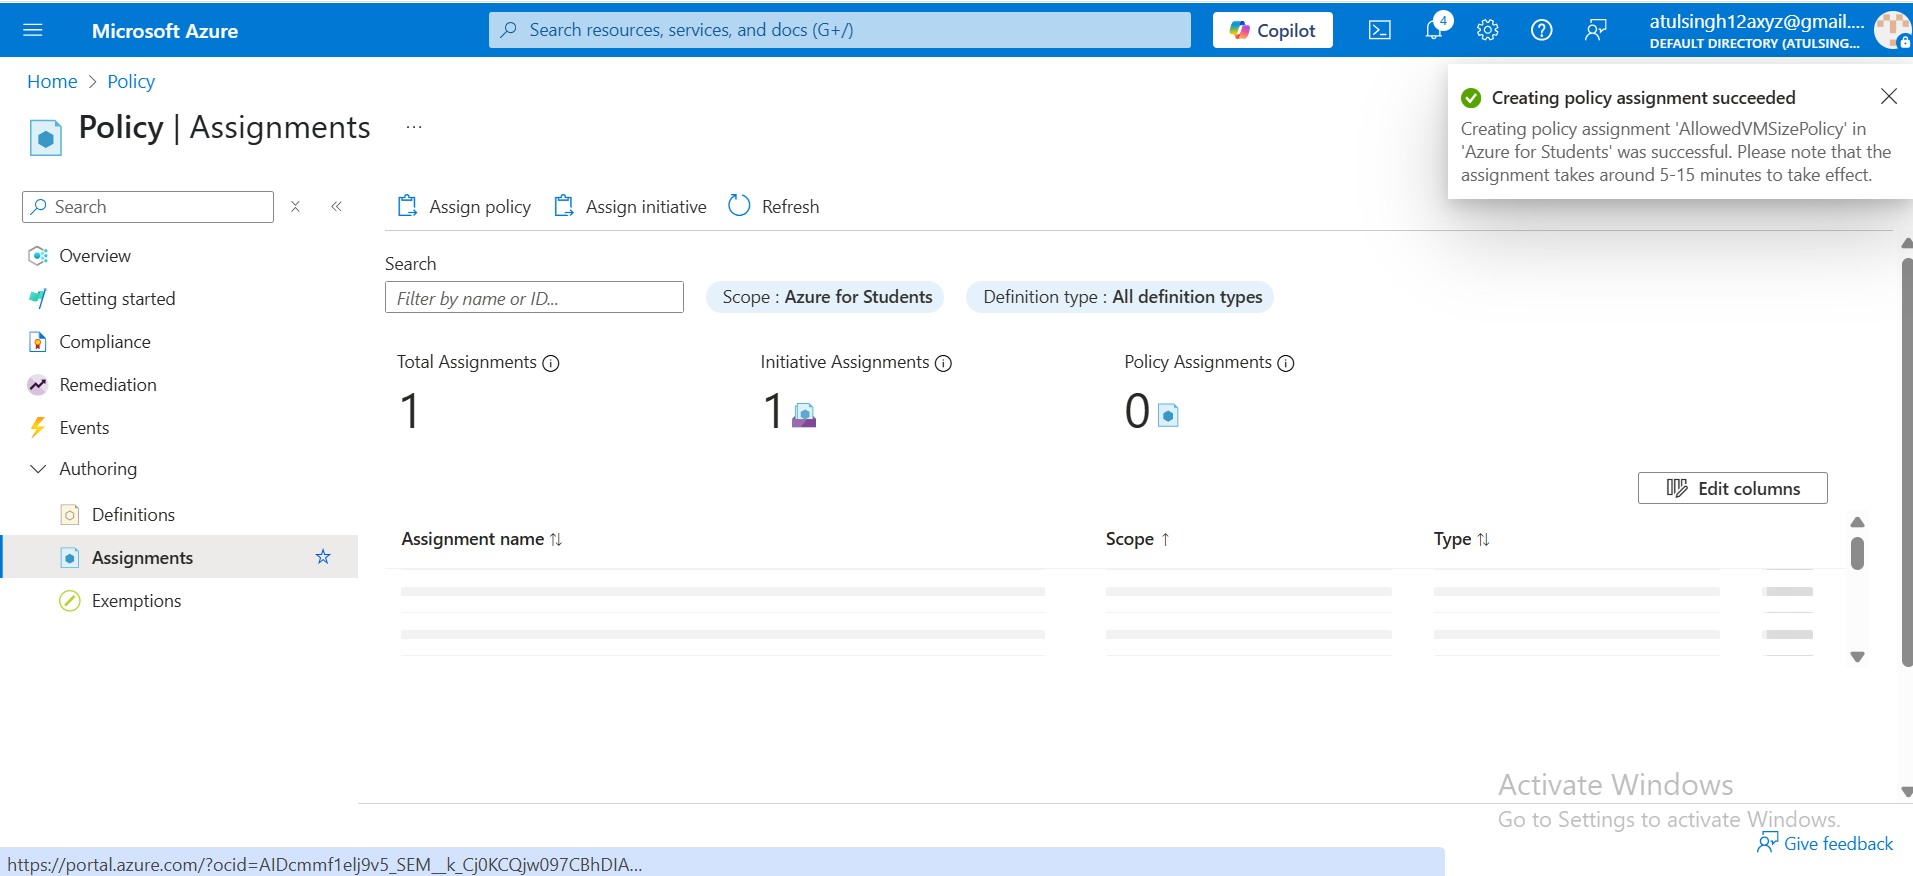 Microsoft Azure
Search resources, services, and docs (G+/)
Copilot
4
atulsingh12axyz@gmail....
DEFAULT DIRECTORY (ATULSING...
Home > Policy
Policy | Assignments ...
Creating policy assignment succeeded
Creating policy assignment 'AllowedVMSizePolicy' in
'Azure for Students' was successful. Please note that the
assignment takes around 5-15 minutes to take effect.
Search
Overview
Getting started
Compliance
Remediation
Events
Authoring
Definitions
Assignments
Exemptions
Assign policy
Assign initiative
Refresh
Search
Filter by name or ID...
Scope : Azure for Students
Definition type : All definition types
Total Assignments
1
Initiative Assignments
1
Policy Assignments
0
Edit columns
Assignment name
Scope
Type
Activate Windows
Go to Settings to activate Windows.
Give feedback
https://portal.azure.com/?ocid=AIDcmmf1elj9v5_SEM__k_Cj0KCQjw097CBhDIA...